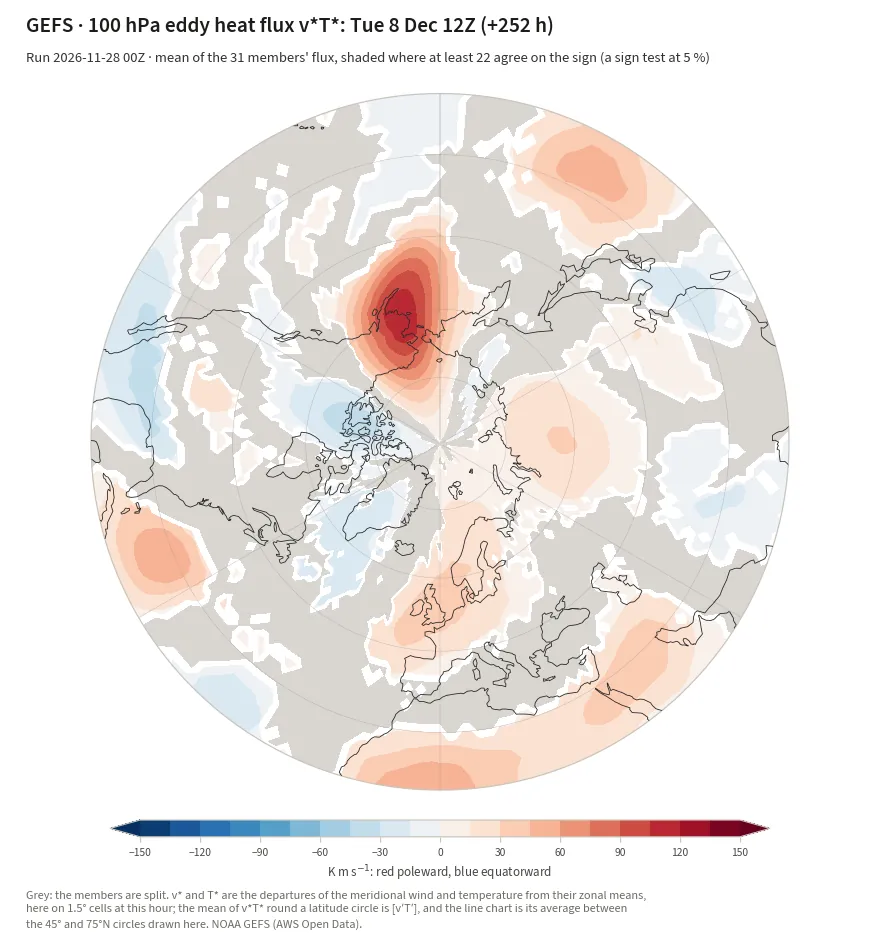 GEFS · 100 hPa eddy heat flux v*T*: Tue 8 Dec 12Z (+252 h)
Run 2026-11-28 00Z · mean of the 31 members' flux, shaded where at least 22 agree on the sign (a sign test at 5 %)
−150 −120 −90 −60 −30 0 30 60 90 120 150
K m s⁻¹: red poleward, blue equatorward
Grey: the members are split. v* and T* are the departures of the meridional wind and temperature from their zonal means,
here on 1.5° cells at this hour; the mean of v*T* round a latitude circle is [v′T′], and the line chart is its average between
the 45° and 75°N circles drawn here. NOAA GEFS (AWS Open Data).